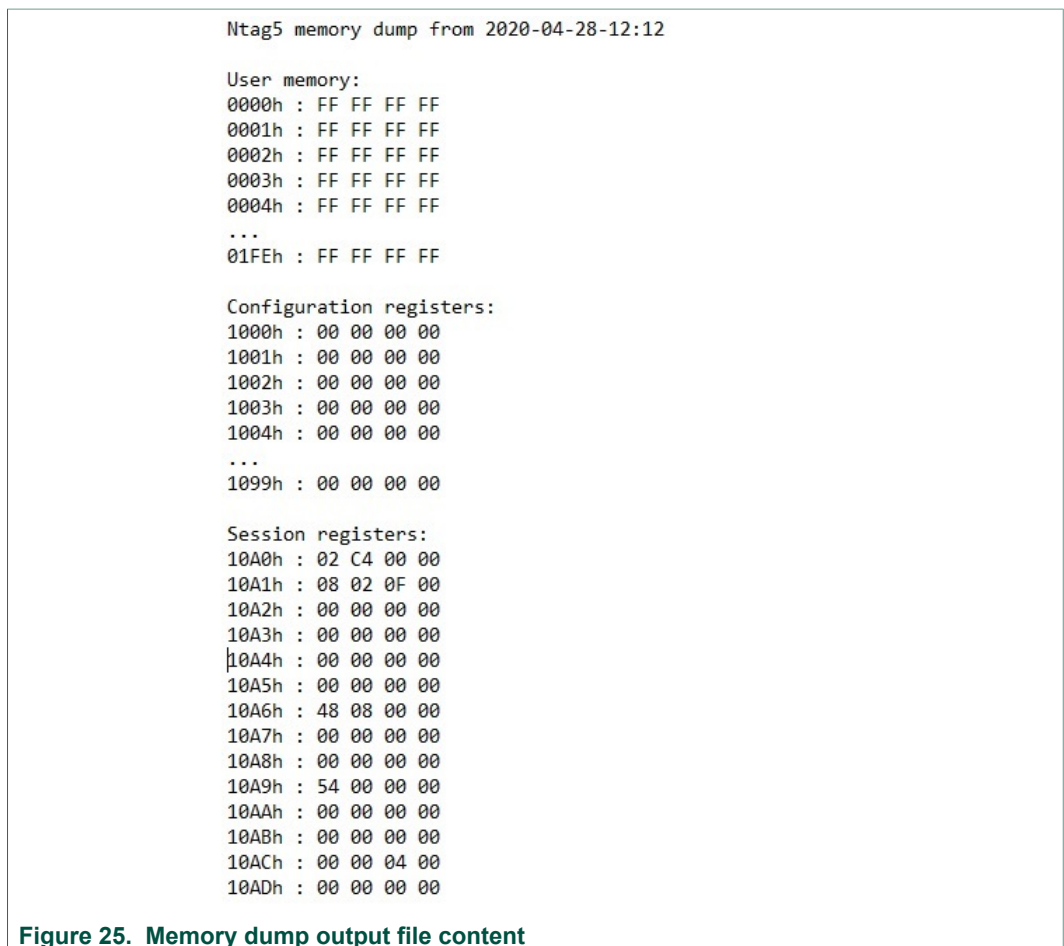 Ntag5 memory dump from 2020-04-28-12:12
User memory:
0000h : FF FF FF FF
0001h : FF FF FF FF
0002h : FF FF FF FF
0003h : FF FF FF FF
0004h : FF FF FF FF
...
01FEh : FF FF FF FF
Configuration registers:
1000h : 00 00 00 00
1001h : 00 00 00 00
1002h : 00 00 00 00
1003h : 00 00 00 00
1004h : 00 00 00 00
...
1099h : 00 00 00 00
Session registers:
10A0h : 02 C4 00 00
10A1h : 08 02 0F 00
10A2h : 00 00 00 00
10A3h : 00 00 00 00
10A4h : 00 00 00 00
10A5h : 00 00 00 00
10A6h : 48 08 00 00
10A7h : 00 00 00 00
10A8h : 00 00 00 00
10A9h : 54 00 00 00
10AAh : 00 00 00 00
10ABh : 00 00 00 00
10ACh : 00 00 04 00
10ADh : 00 00 00 00
Figure 25. Memory dump output file content